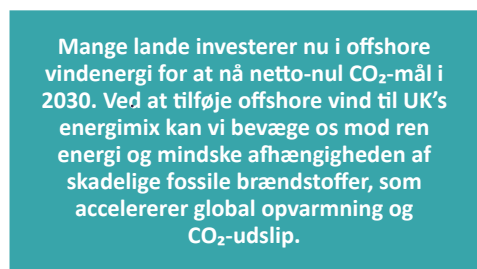 Mange lande investerer nu i offshore
vindenergi for at nå netto-nul CO₂-mål i
2030. Ved at tilføje offshore vind til UK’s
energimix kan vi bevæge os mod ren
energi og mindske afhængigheden af
skadelige fossile brændstoffer, som
accelererer global opvarmning og
CO₂-udslip.